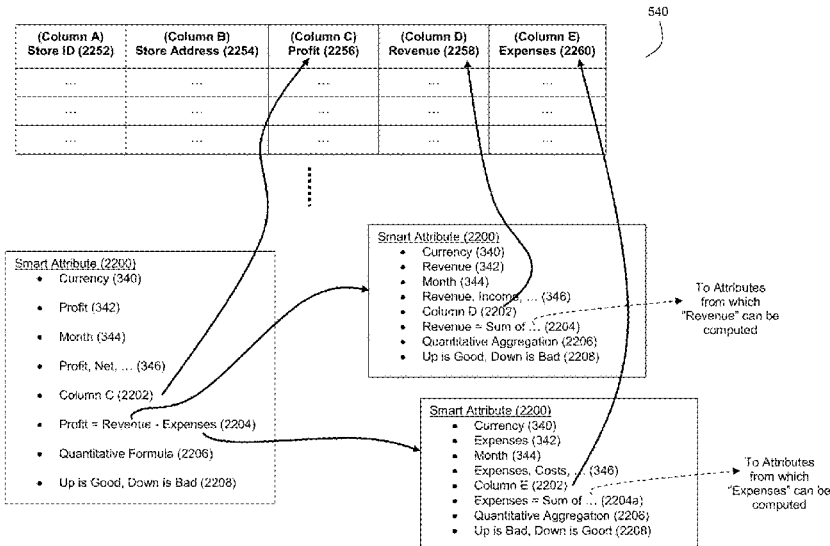 540
(Column A) Store ID (2252)
(Column B) Store Address (2254)
(Column C) Profit (2256)
(Column D) Revenue (2258)
(Column E) Expenses (2260)
... ... ... ... ...
... ... ... ... ...
... ... ... ... ...
Smart Attribute (2200)
• Currency (340)
• Profit (342)
• Month (344)
• Profit, Net, ... (346)
• Column C (2202)
• Profit = Revenue - Expenses (2204)
• Quantitative Formula (2206)
• Up is Good, Down is Bad (2208)
Smart Attribute (2200)
• Currency (340)
• Revenue (342)
• Month (344)
• Revenue, Income, ... (346)
• Column D (2202)
• Revenue = Sum of ... (2204)
• Quantitative Aggregation (2206)
• Up is Good, Down is Bad (2208)
To Attributes
from which
"Revenue" can be
computed
Smart Attribute (2200)
• Currency (340)
• Expenses (342)
• Month (344)
• Expenses, Costs, ... (346)
• Column E (2202)
• Expenses = Sum of ... (2204a)
• Quantitative Aggregation (2206)
• Up is Bad, Down is Good (2208)
To Attributes
from which
"Expenses" can be
computed